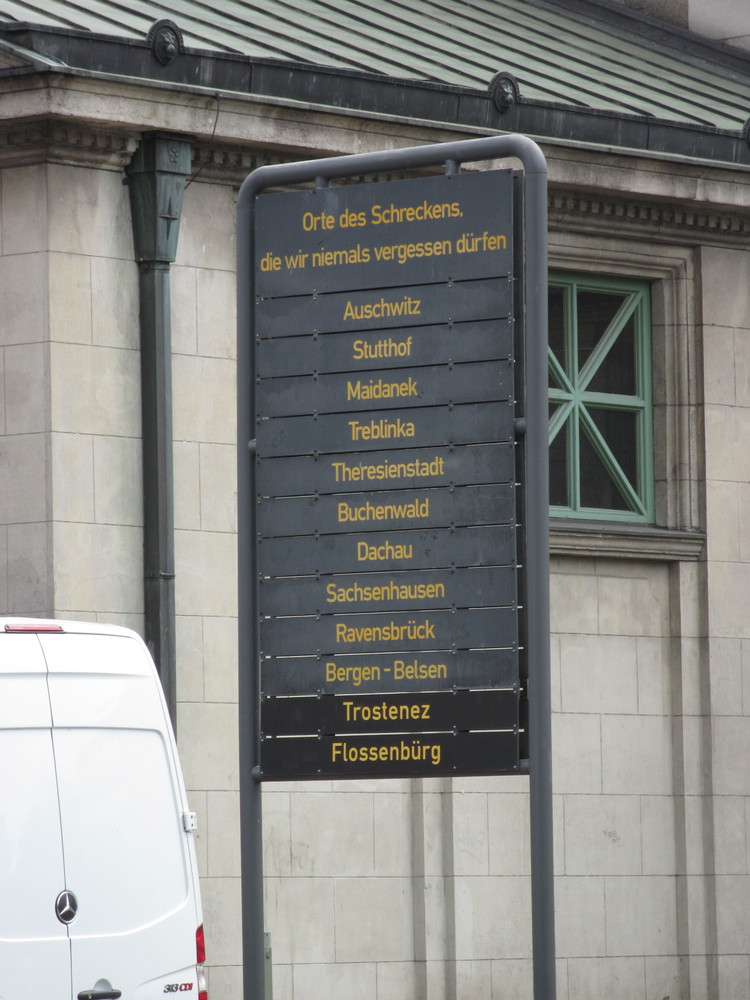 Orte des Schreckens,
die wir niemals vergessen dürfen
Auschwitz
Stutthof
Maidanek
Treblinka
Theresienstadt
Buchenwald
Dachau
Sachsenhausen
Ravensbrück
Bergen-Belsen
Trostenez
Flossenbürg
313 CDI